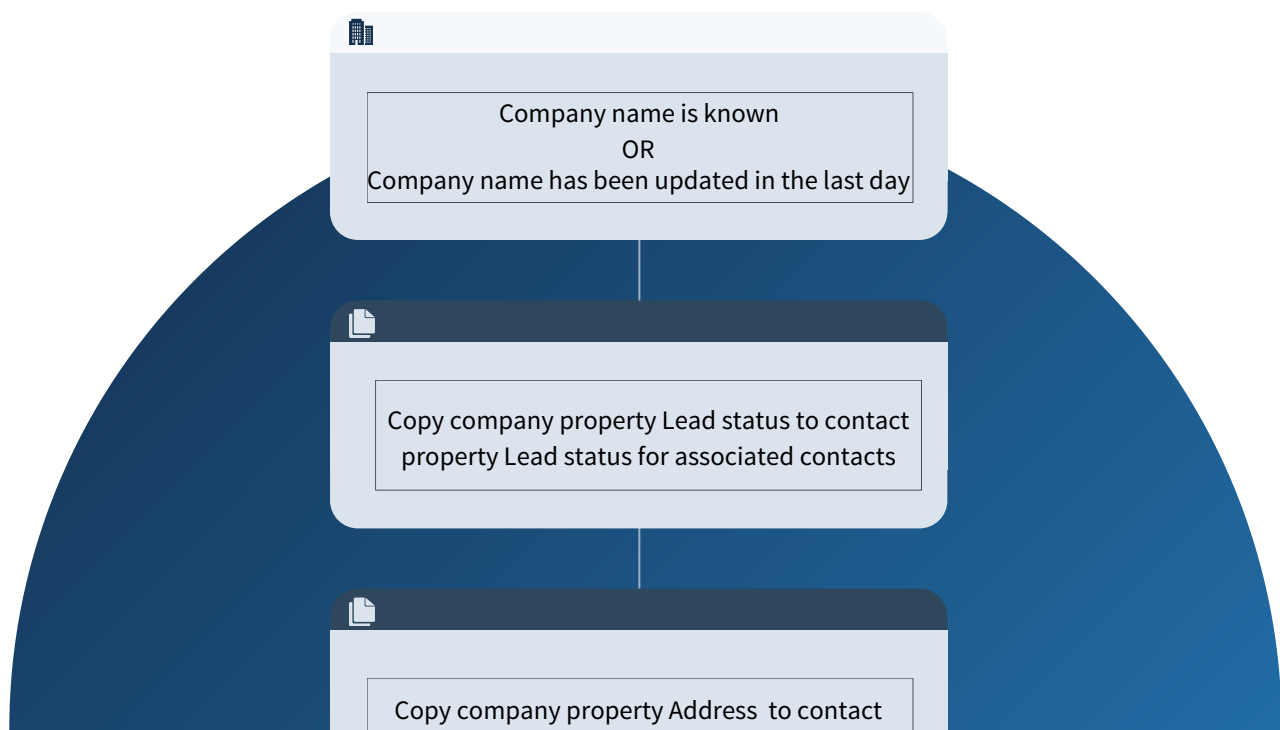 Company name is known
OR
Company name has been updated in the last day
Copy company property Lead status to contact
property Lead status for associated contacts
Copy company property Address  to contact